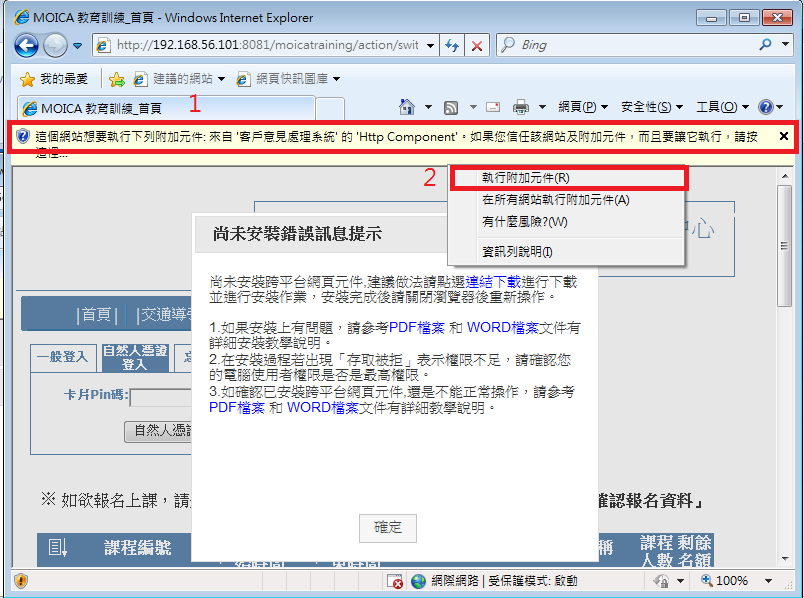 MOICA 教育訓練_首頁 - Windows Internet Explorer
http://192.168.56.101:8081/moicatraining/action/swit
Bing
我的最愛 建議的網站 網頁快訊圖庫
MOICA 教育訓練_首頁
1
網頁(P) 安全性(S) 工具(O)
這個網站想要執行下列附加元件: 來自 '客戶意見處理系統' 的 'Http Component'。如果您信任該網站及附加元件，而且要讓它執行，請按
這裡...
2
執行附加元件(R)
在所有網站執行附加元件(A)
有什麼風險?(W)
資訊列說明(I)
中心
尚未安裝錯誤訊息提示
尚未安裝跨平台網頁元件,建議做法請點選連結下載進行下載
並進行安裝作業，安裝完成後請關閉瀏覽器後重新操作。
1.如果安裝上有問題，請參考PDF檔案 和 WORD檔案文件有
詳細安裝教學說明。
2.在安裝過程若出現「存取被拒」表示權限不足，請確認您
的電腦使用者權限是否是最高權限。
3.如確認已安裝跨平台網頁元件,還是不能正常操作，請參考
PDF檔案 和 WORD檔案文件有詳細教學說明。
確定
|首頁| |交通導
一般登入
自然人憑證
登入
卡片Pin碼:
自然人憑
※ 如欲報名上課，請
確認報名資料」
課程編號
稱
課程
人數
剩餘
名額
網際網路 | 受保護模式: 啟動
100%